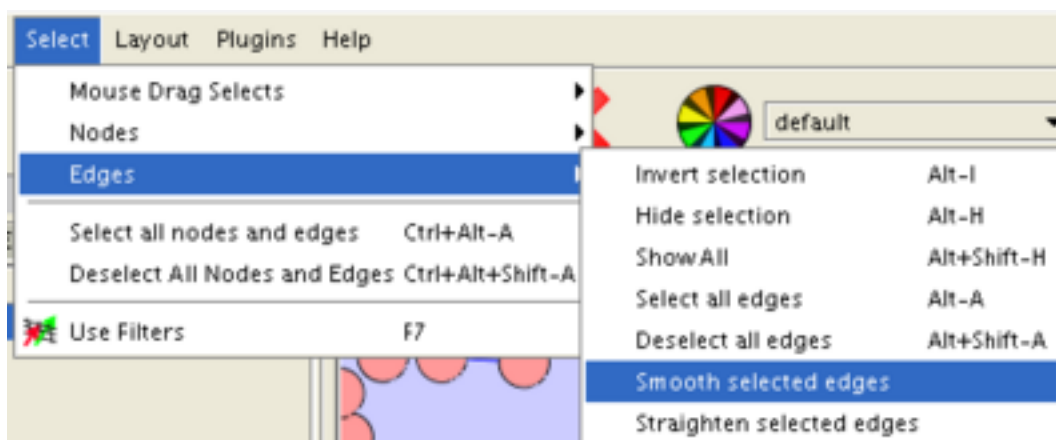 Select Layout Plugins Help
Mouse Drag Selects
default
Nodes
Edges
Invert selection Alt-I
Hide selection Alt-H
Select all nodes and edges Ctrl+Alt-A
Show All Alt+Shift-H
Deselect All Nodes and Edges Ctrl+Alt+Shift-A
Select all edges Alt-A
Use Filters F7
Deselect all edges Alt+Shift-A
Smooth selected edges
Straighten selected edges